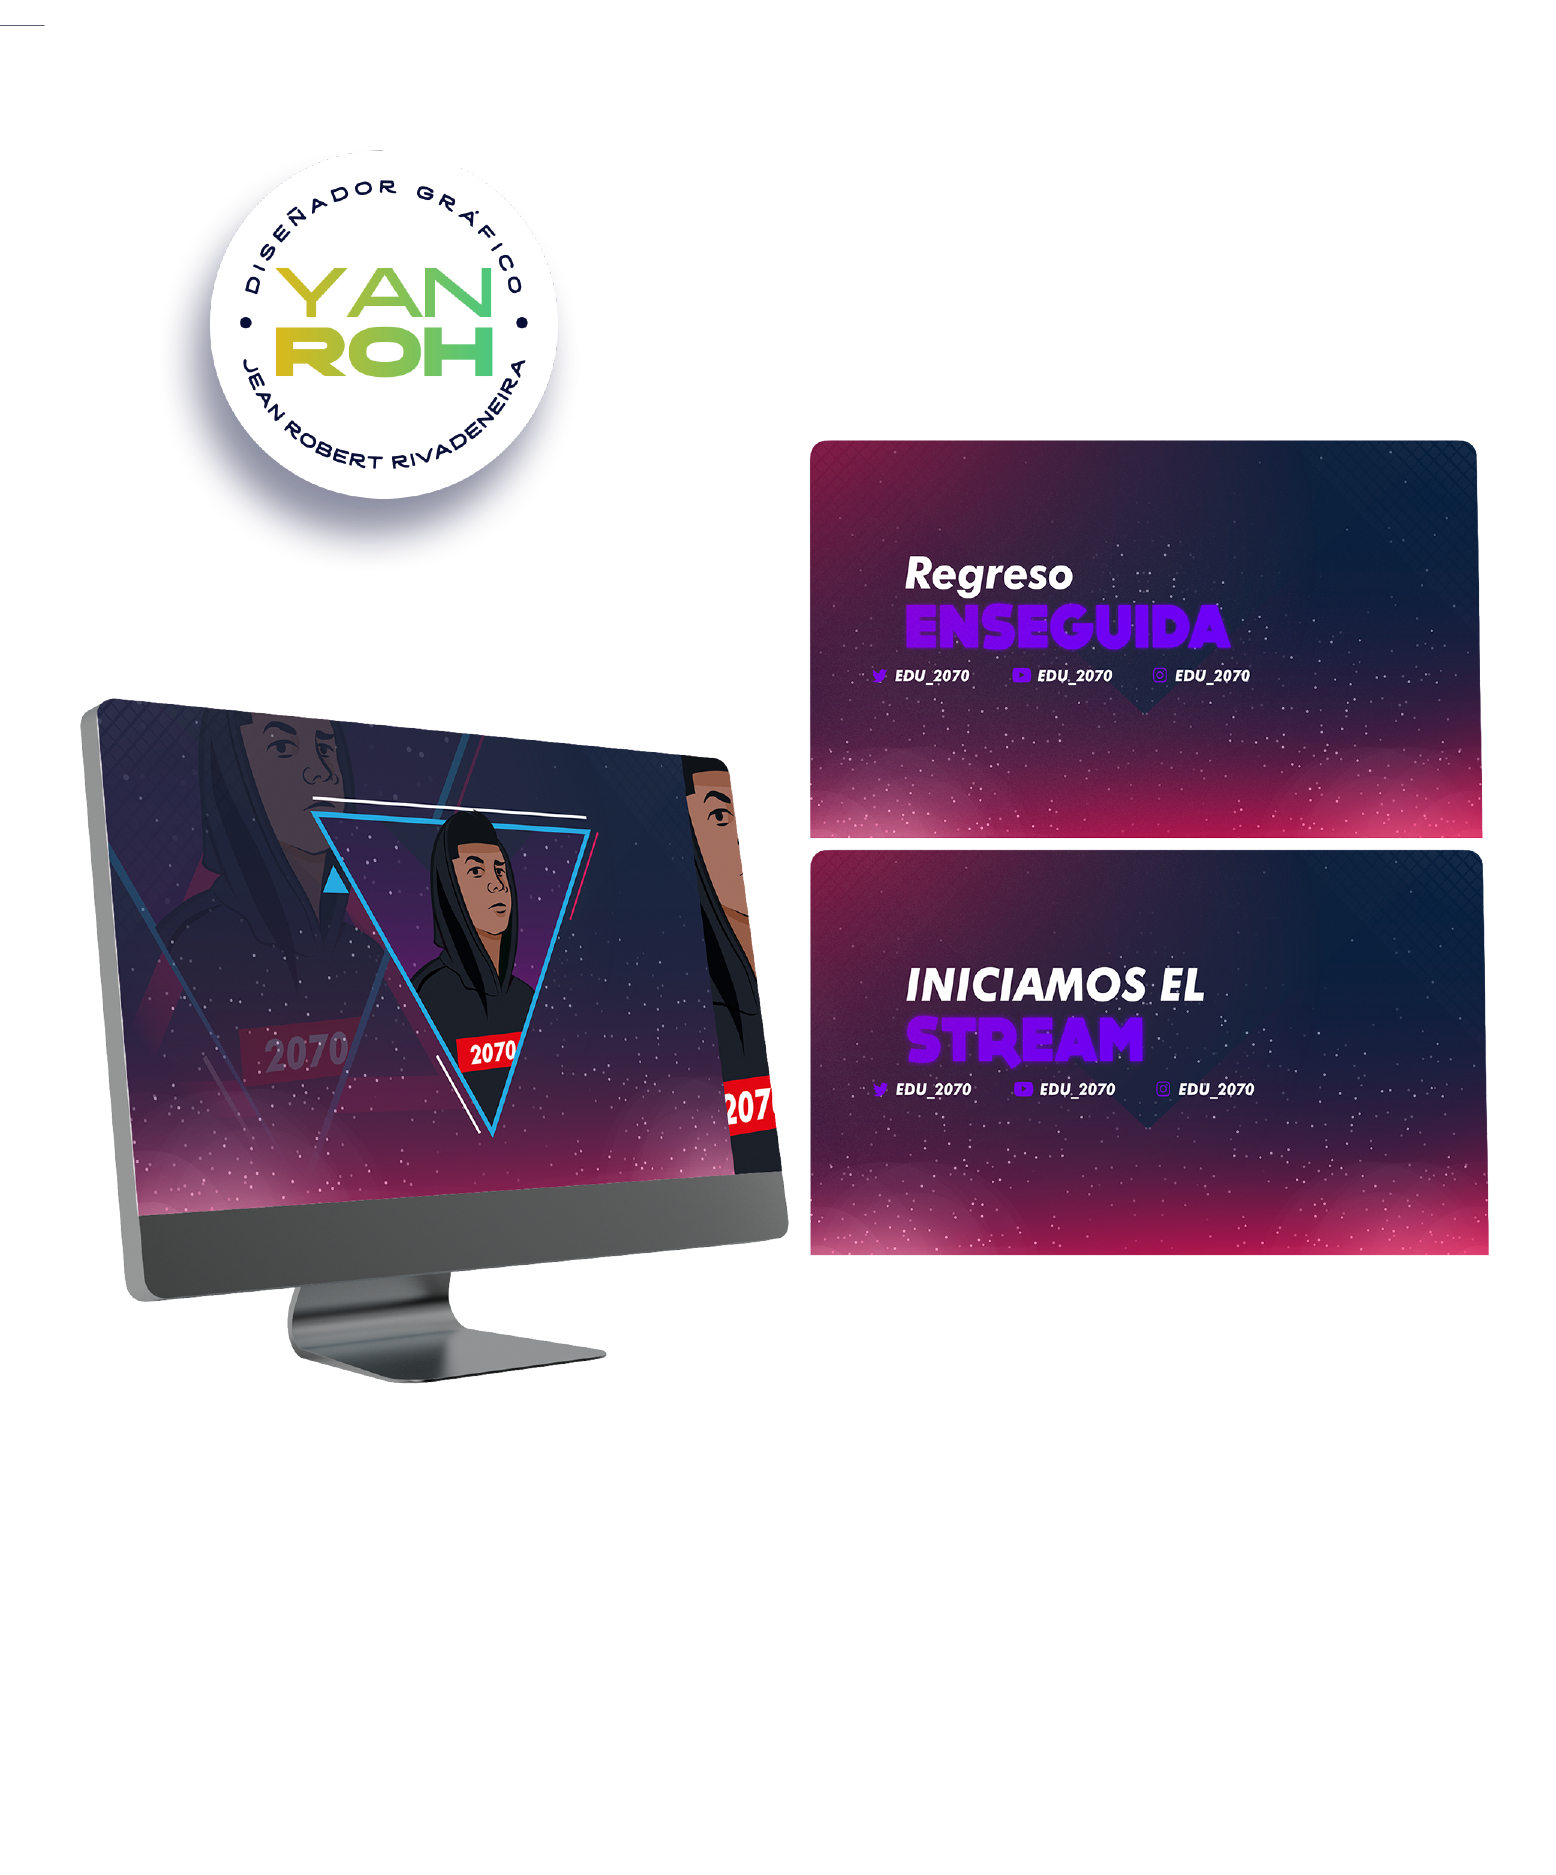 DISEÑADOR GRÁFICO
YAN
ROH
JEAN ROBERT RIVADENEIRA
Regreso
ENSEGUIDA
EDU_2070 EDU_2070 EDU_2070
2070
2070
207
INICIAMOS EL
STREAM
EDU_2070 EDU_2070 EDU_2070